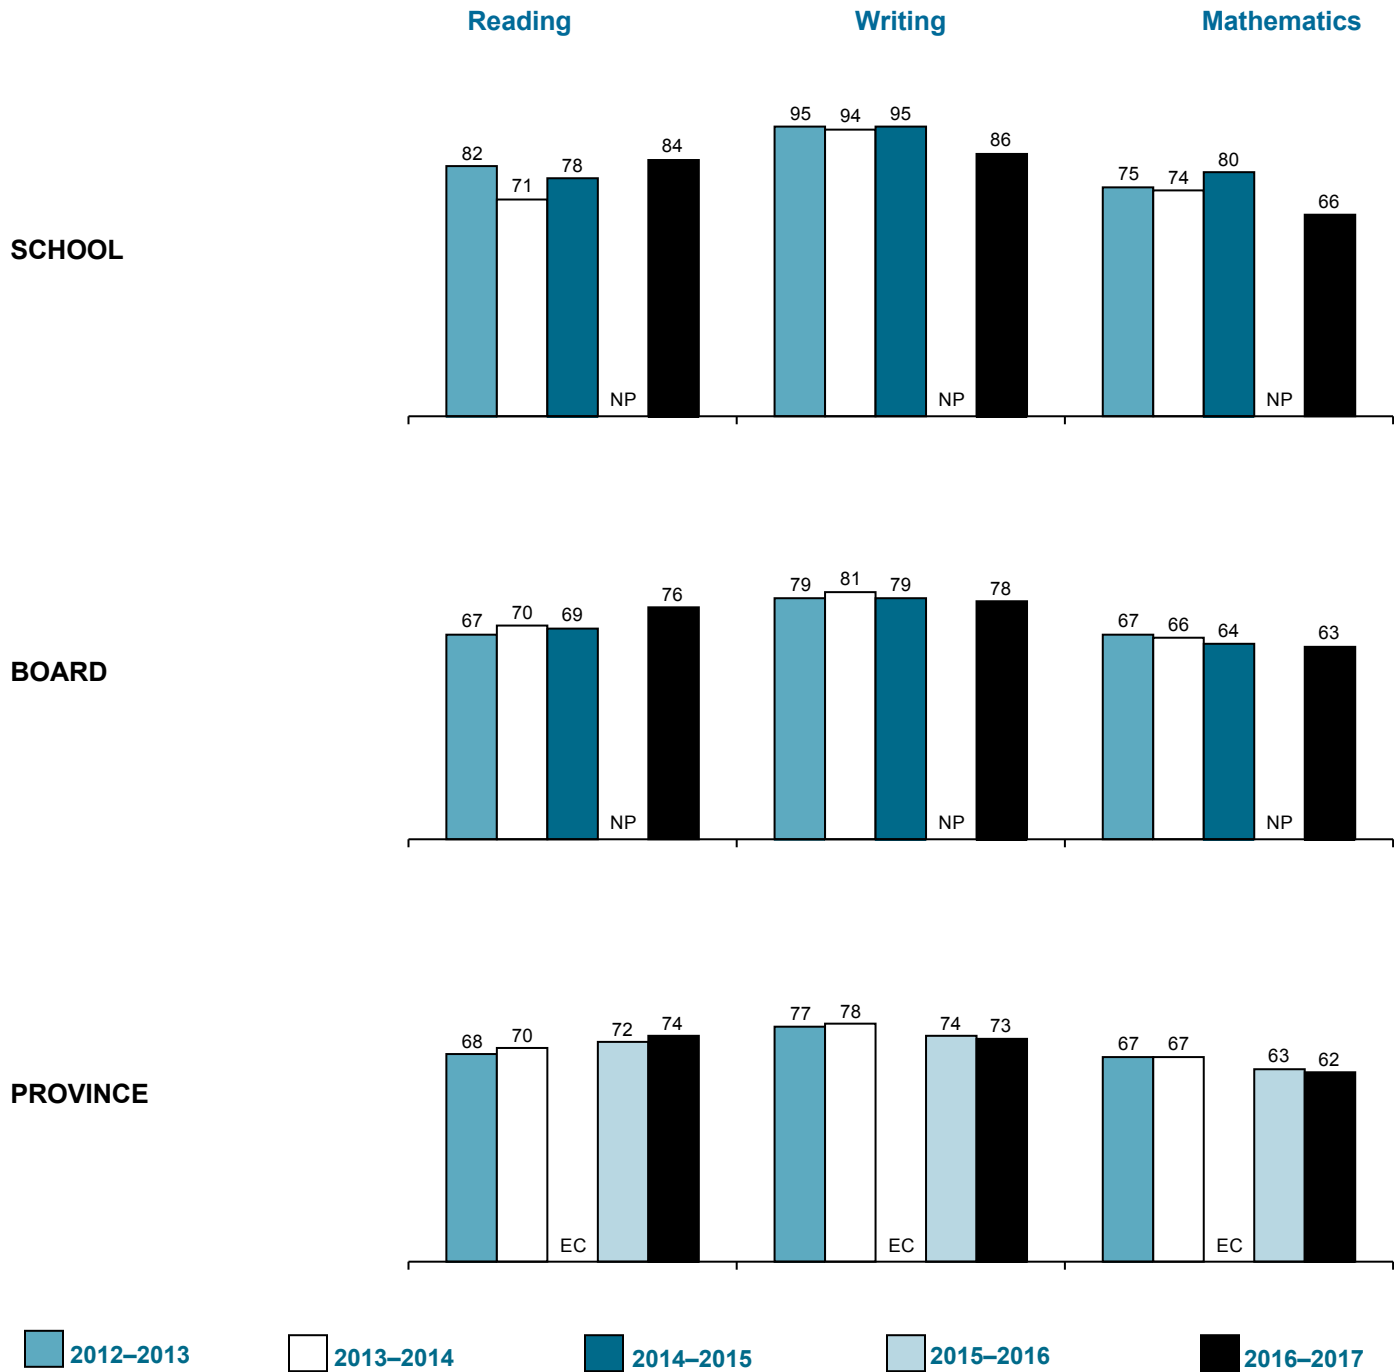 Reading Writing Mathematics
95 94 95
82 71 78 84 86
75 74 80 66
SCHOOL
NP NP NP
67 70 69 76 79 81 79 78 67 66 64 63
BOARD
NP NP NP
68 70 72 74 77 78 74 73 67 67 63 62
PROVINCE
EC EC EC
2012–2013 2013–2014 2014–2015 2015–2016 2016–2017